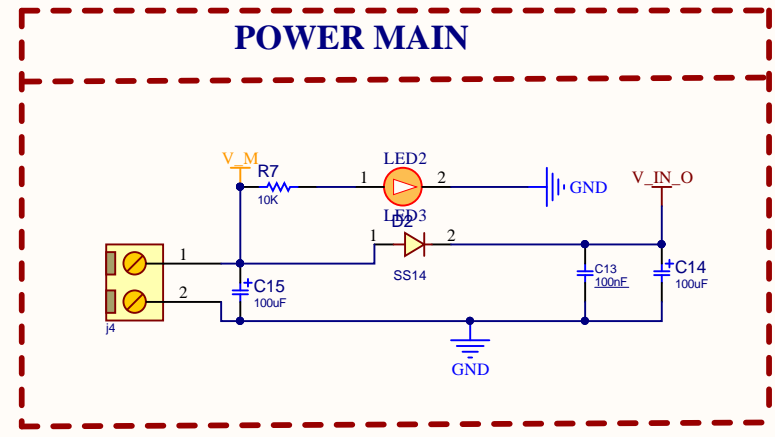 POWER MAIN
V_M
R7
10K
1
LED2
2
GND
V_IN_O
LED3
D2
1
2
SS14
1
2
j4
+
C15
100uF
C13
100nF
+
C14
100uF
GND